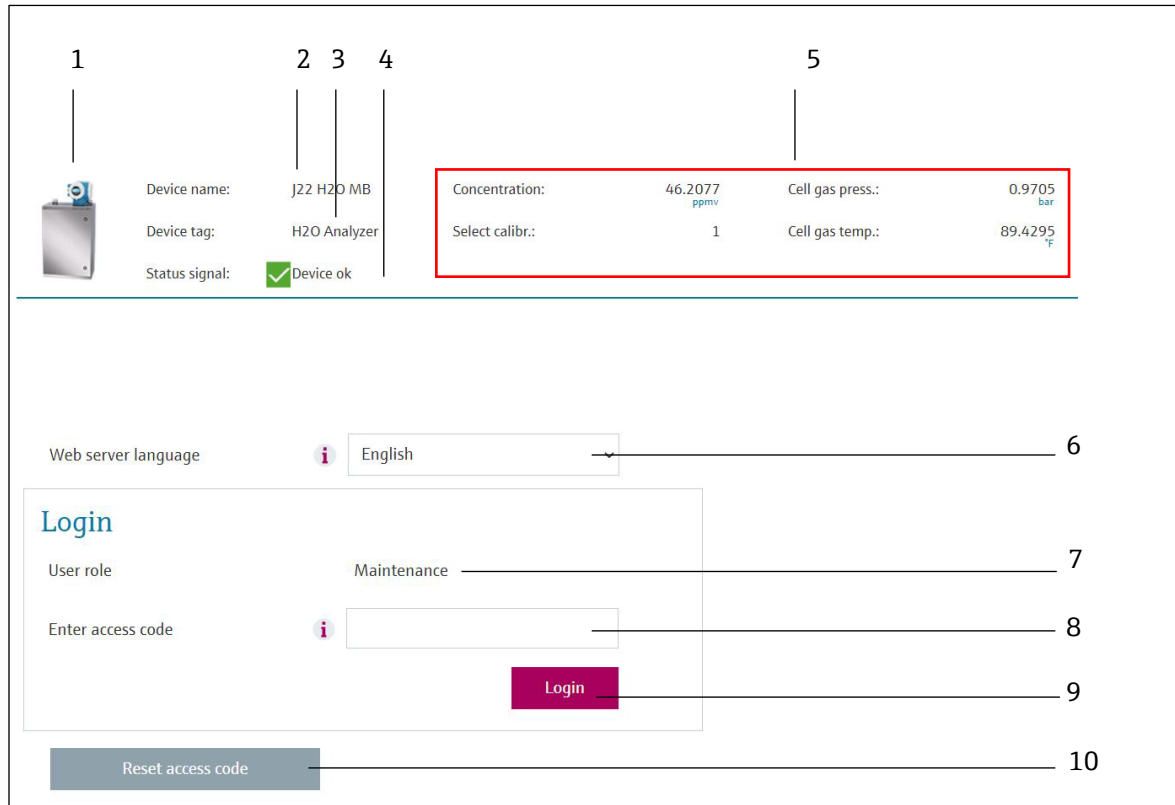 1 2 3 4 5
Device name: J22 H2O MB Concentration: 46.2077 ppmv Cell gas press.: 0.9705 bar
Device tag: H2O Analyzer Select calibr.: 1 Cell gas temp.: 89.4295 °F
Status signal: Device ok
Web server language i English 6
Login
User role Maintenance 7
Enter access code i 8
Login 9
Reset access code 10